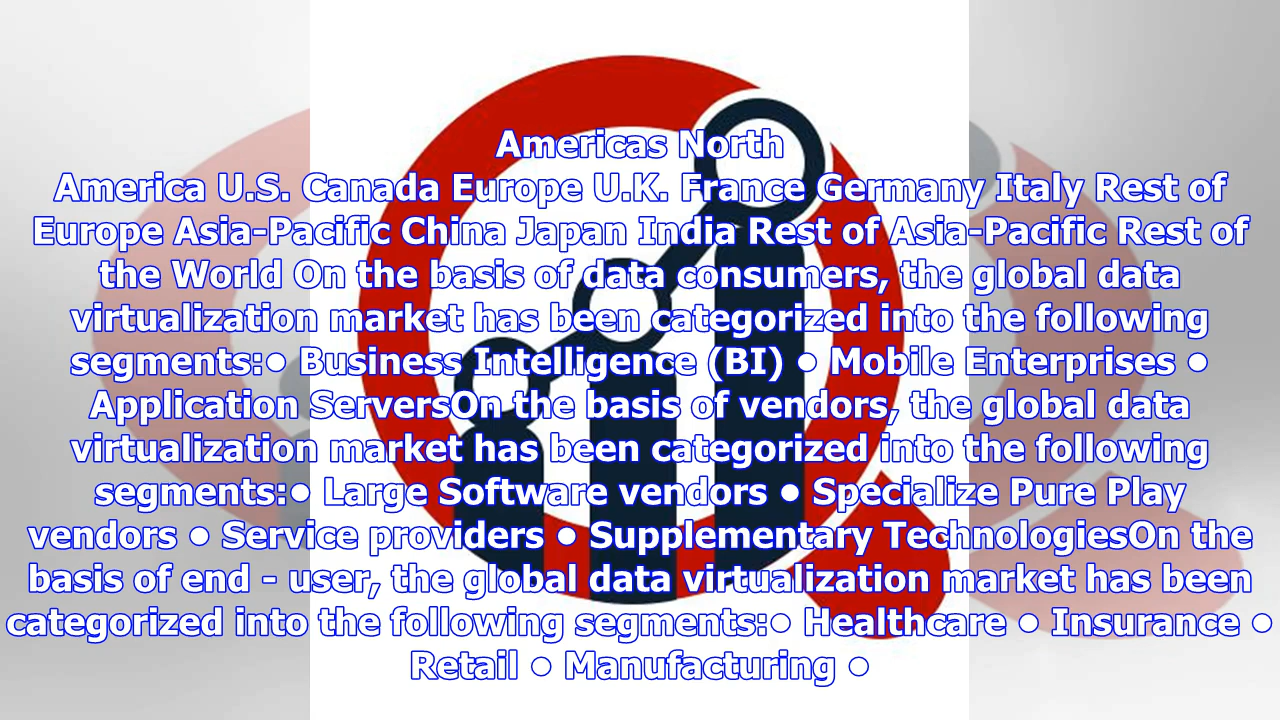 Americas North
America U.S. Canada Europe U.K. France Germany Italy Rest of
Europe Asia-Pacific China Japan India Rest of Asia-Pacific Rest of
the World On the basis of data consumers, the global data
virtualization market has been categorized into the following
segments:● Business Intelligence (BI) ● Mobile Enterprises ●
Application ServersOn the basis of vendors, the global data
virtualization market has been categorized into the following
segments:● Large Software vendors ● Specialize Pure Play
vendors ● Service providers ● Supplementary TechnologiesOn the
basis of end - user, the global data virtualization market has been
categorized into the following segments:● Healthcare ● Insurance ●
Retail ● Manufacturing ●